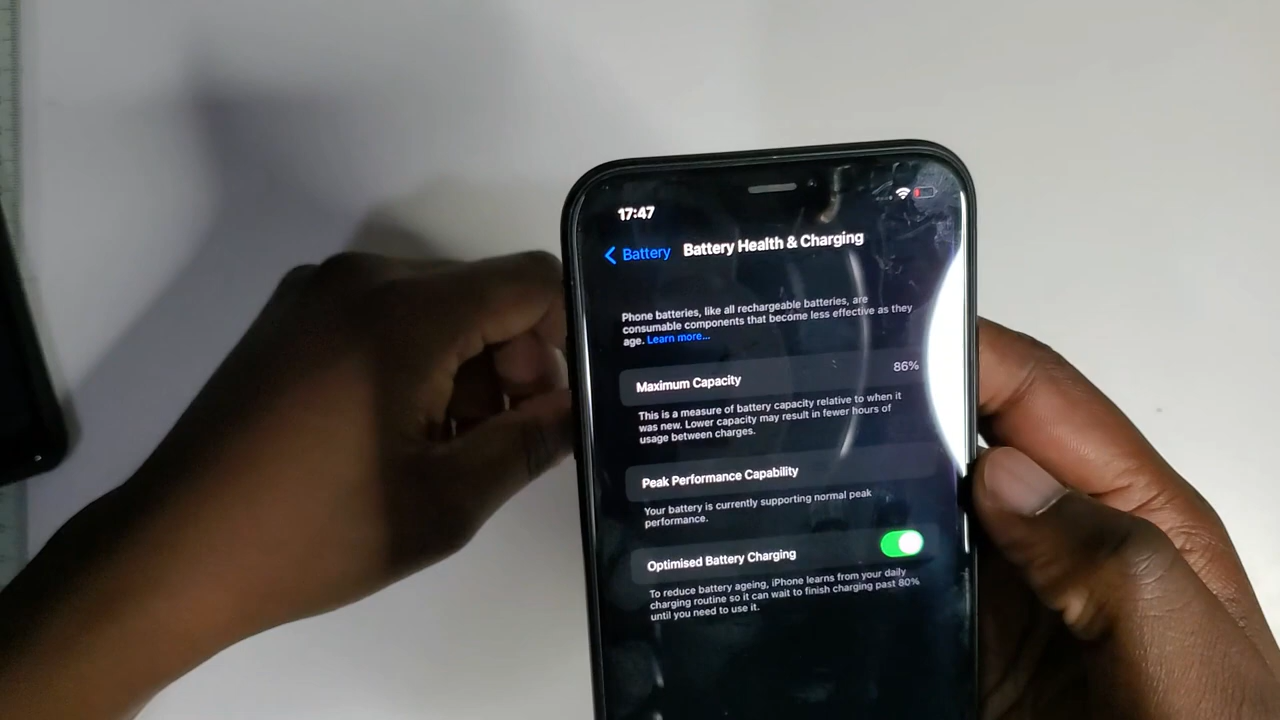 17:47
Battery Battery Health & Charging
Phone batteries, like all rechargeable batteries, are
consumable components that become less effective as they
age. Learn more...
Maximum Capacity 86%
This is a measure of battery capacity relative to when it
was new. Lower capacity may result in fewer hours of
usage between charges.
Peak Performance Capability
Your battery is currently supporting normal peak
performance.
Optimised Battery Charging
To reduce battery ageing, iPhone learns from your daily
charging routine so it can wait to finish charging past 80%
until you need to use it.